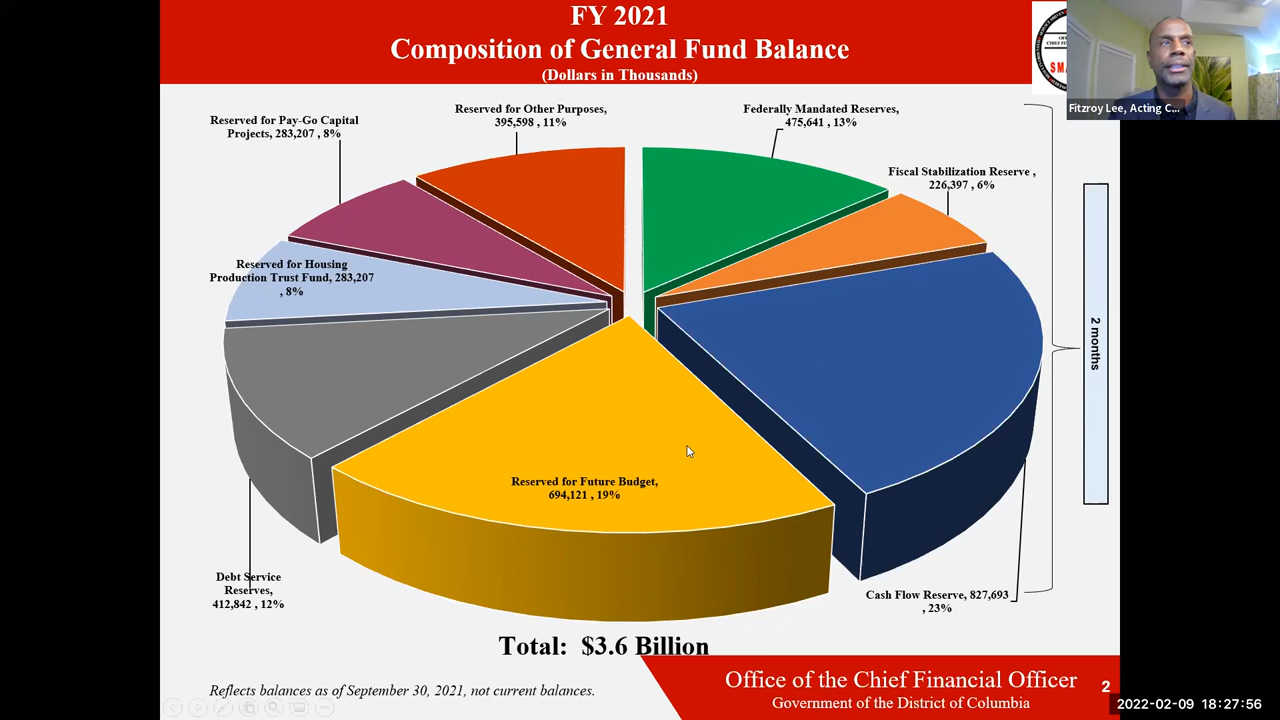 FY 2021
Composition of General Fund Balance
(Dollars in Thousands)
Fitzroy Lee, Acting C...
Reserved for Other Purposes,
395,598 , 11%
Federally Mandated Reserves,
475,641 , 13%
Reserved for Pay-Go Capital
Projects, 283,207 , 8%
Fiscal Stabilization Reserve ,
226,397 , 6%
Reserved for Housing
Production Trust Fund, 283,207
, 8%
2 months
Reserved for Future Budget,
694,121 , 19%
Debt Service
Reserves,
412,842 , 12%
Cash Flow Reserve, 827,693
, 23%
Total: $3.6 Billion
Reflects balances as of September 30, 2021, not current balances.
Office of the Chief Financial Officer
Government of the District of Columbia
2
2022-02-09 18:27:56